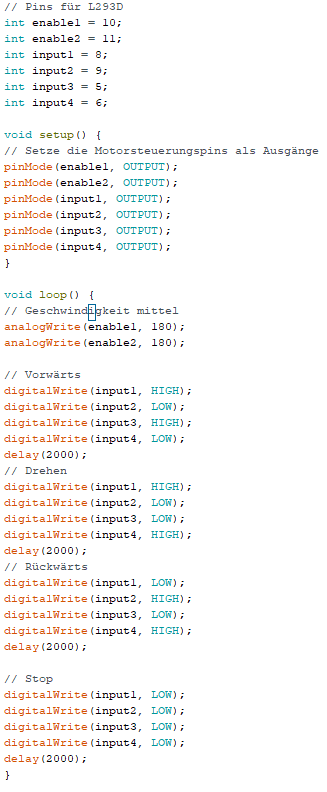 // Pins für L293D
int enable1 = 10;
int enable2 = 11;
int input1 = 8;
int input2 = 9;
int input3 = 5;
int input4 = 6;
void setup() {
// Setze die Motorsteuerungspins als Ausgänge
pinMode(enable1, OUTPUT);
pinMode(enable2, OUTPUT);
pinMode(input1, OUTPUT);
pinMode(input2, OUTPUT);
pinMode(input3, OUTPUT);
pinMode(input4, OUTPUT);
}
void loop() {
// Geschwindigkeit mittel
analogWrite(enable1, 180);
analogWrite(enable2, 180);
// Vorwärts
digitalWrite(input1, HIGH);
digitalWrite(input2, LOW);
digitalWrite(input3, HIGH);
digitalWrite(input4, LOW);
delay(2000);
// Drehen
digitalWrite(input1, HIGH);
digitalWrite(input2, LOW);
digitalWrite(input3, LOW);
digitalWrite(input4, HIGH);
delay(2000);
// Rückwärts
digitalWrite(input1, LOW);
digitalWrite(input2, HIGH);
digitalWrite(input3, LOW);
digitalWrite(input4, HIGH);
delay(2000);
// Stop
digitalWrite(input1, LOW);
digitalWrite(input2, LOW);
digitalWrite(input3, LOW);
digitalWrite(input4, LOW);
delay(2000);
}